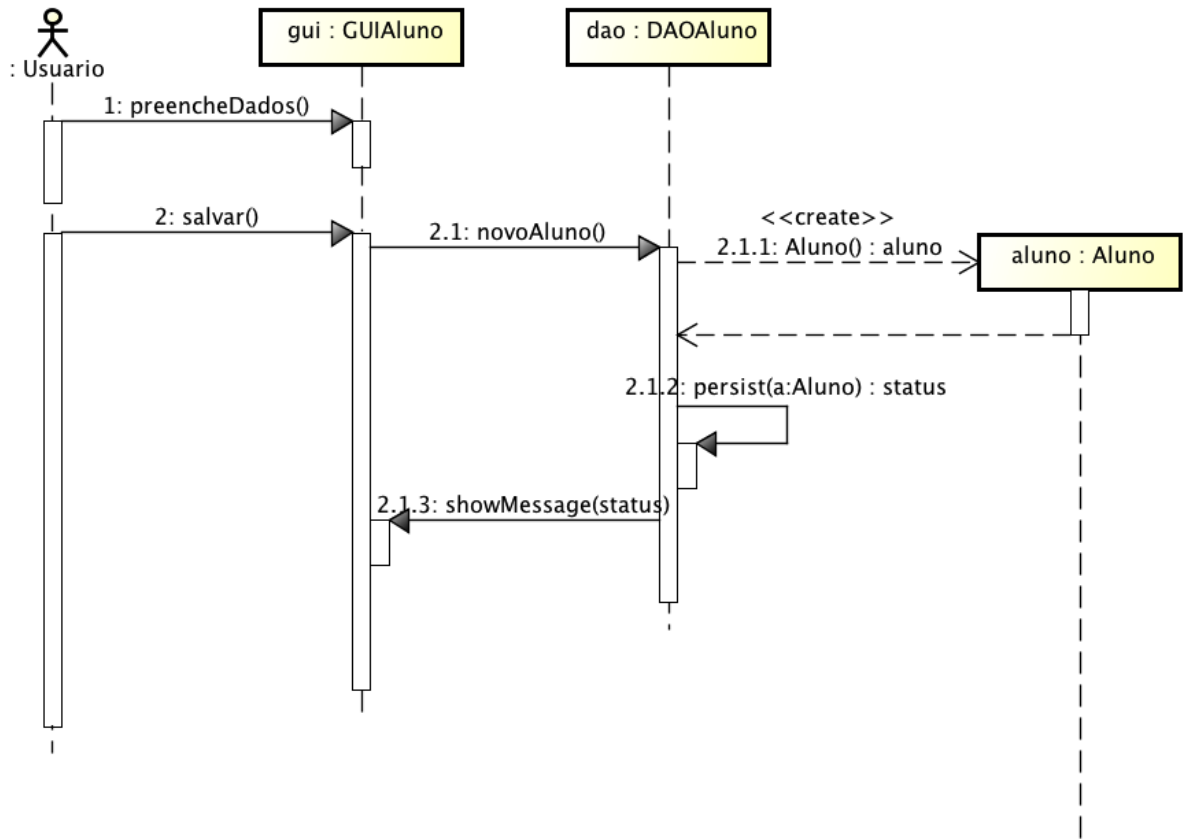 gui : GUIAluno
dao : DAOAluno
: Usuario
1: preencheDados()
2: salvar()
2.1: novoAluno()
<<create>>
2.1.1: Aluno() : aluno
aluno : Aluno
2.1.2: persist(a:Aluno) : status
2.1.3: showMessage(status)